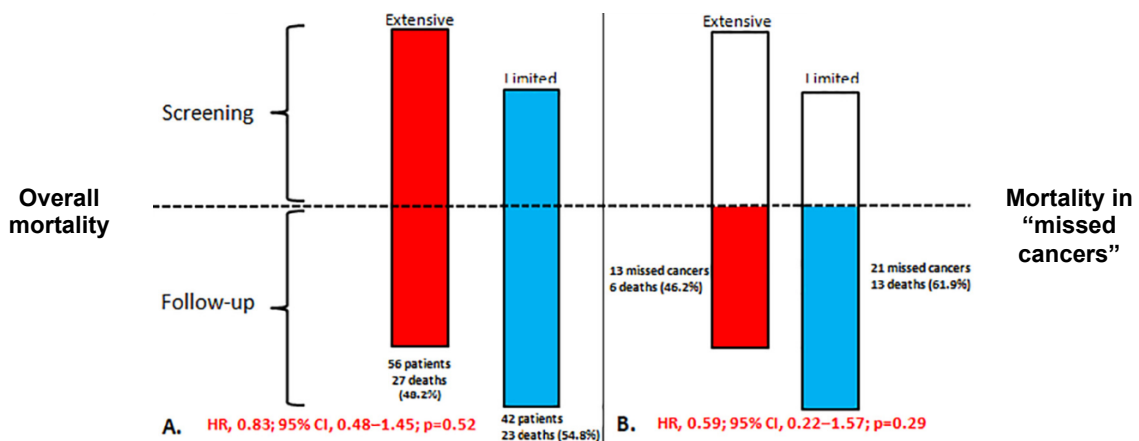 Extensive
Limited
Screening
Overall
mortality
Follow-up
56 patients
27 deaths
(48.2%)
42 patients
23 deaths (54.8%)
A. HR, 0.83; 95% CI, 0.48–1.45; p=0.52
Extensive
Limited
Mortality in
“missed
cancers”
13 missed cancers
6 deaths (46.2%)
21 missed cancers
13 deaths (61.9%)
B. HR, 0.59; 95% CI, 0.22–1.57; p=0.29